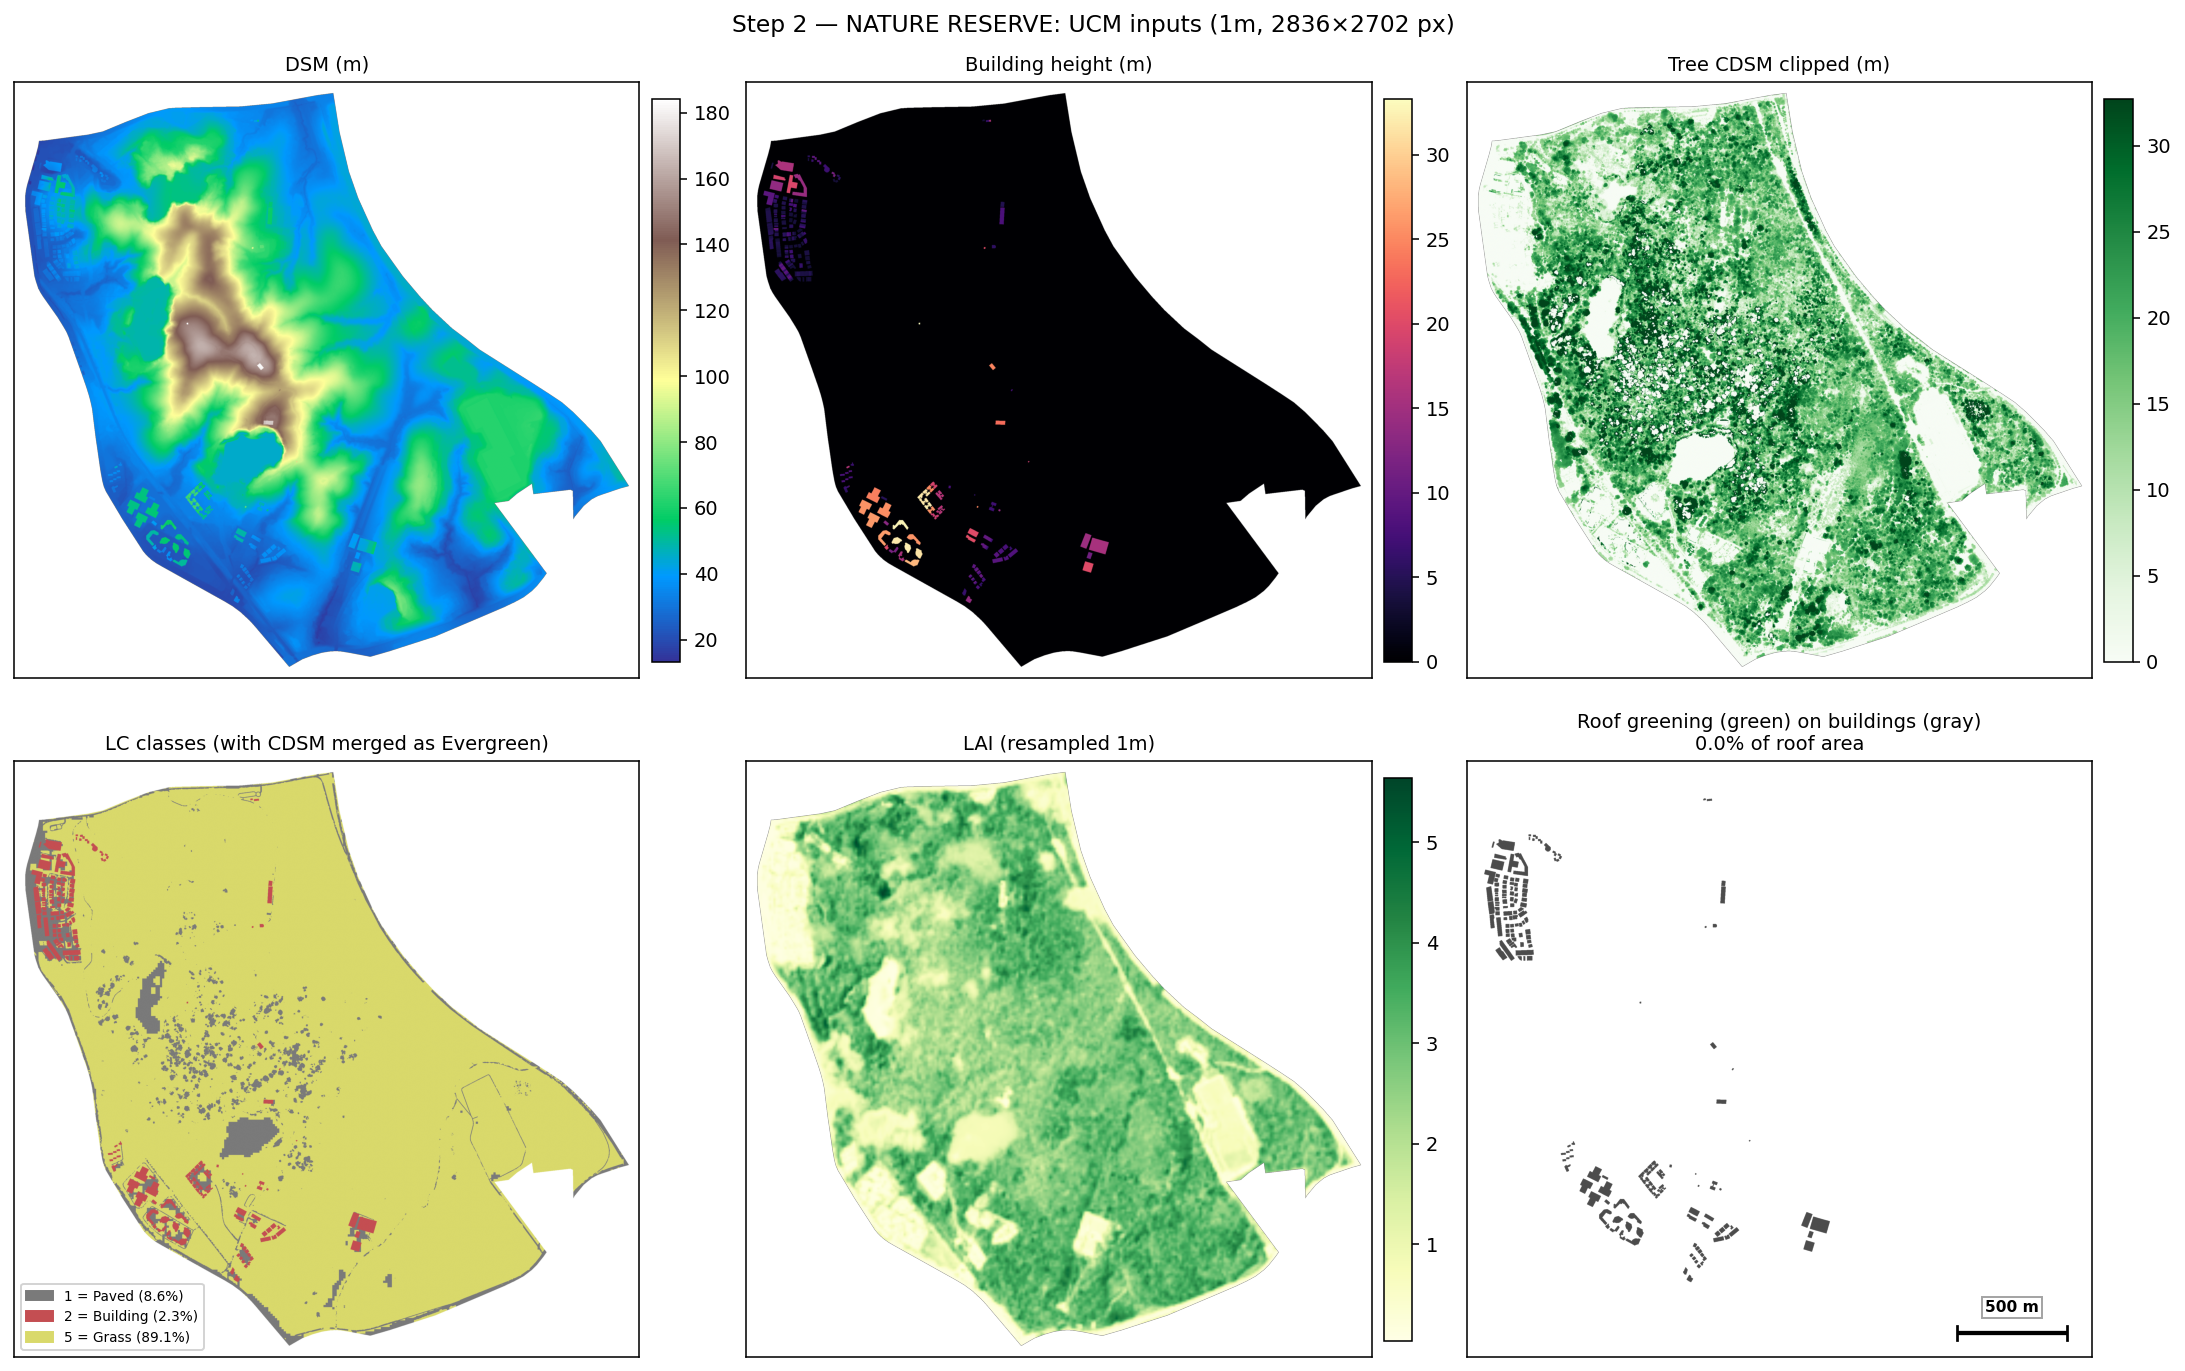 Step 2 — NATURE RESERVE: UCM inputs (1m, 2836×2702 px)
DSM (m)
180
160
140
120
100
80
60
40
20
Building height (m)
30
25
20
15
10
5
0
Tree CDSM clipped (m)
30
25
20
15
10
5
0
LC classes (with CDSM merged as Evergreen)
1 = Paved (8.6%)
2 = Building (2.3%)
5 = Grass (89.1%)
LAI (resampled 1m)
5
4
3
2
1
Roof greening (green) on buildings (gray)
0.0% of roof area
500 m